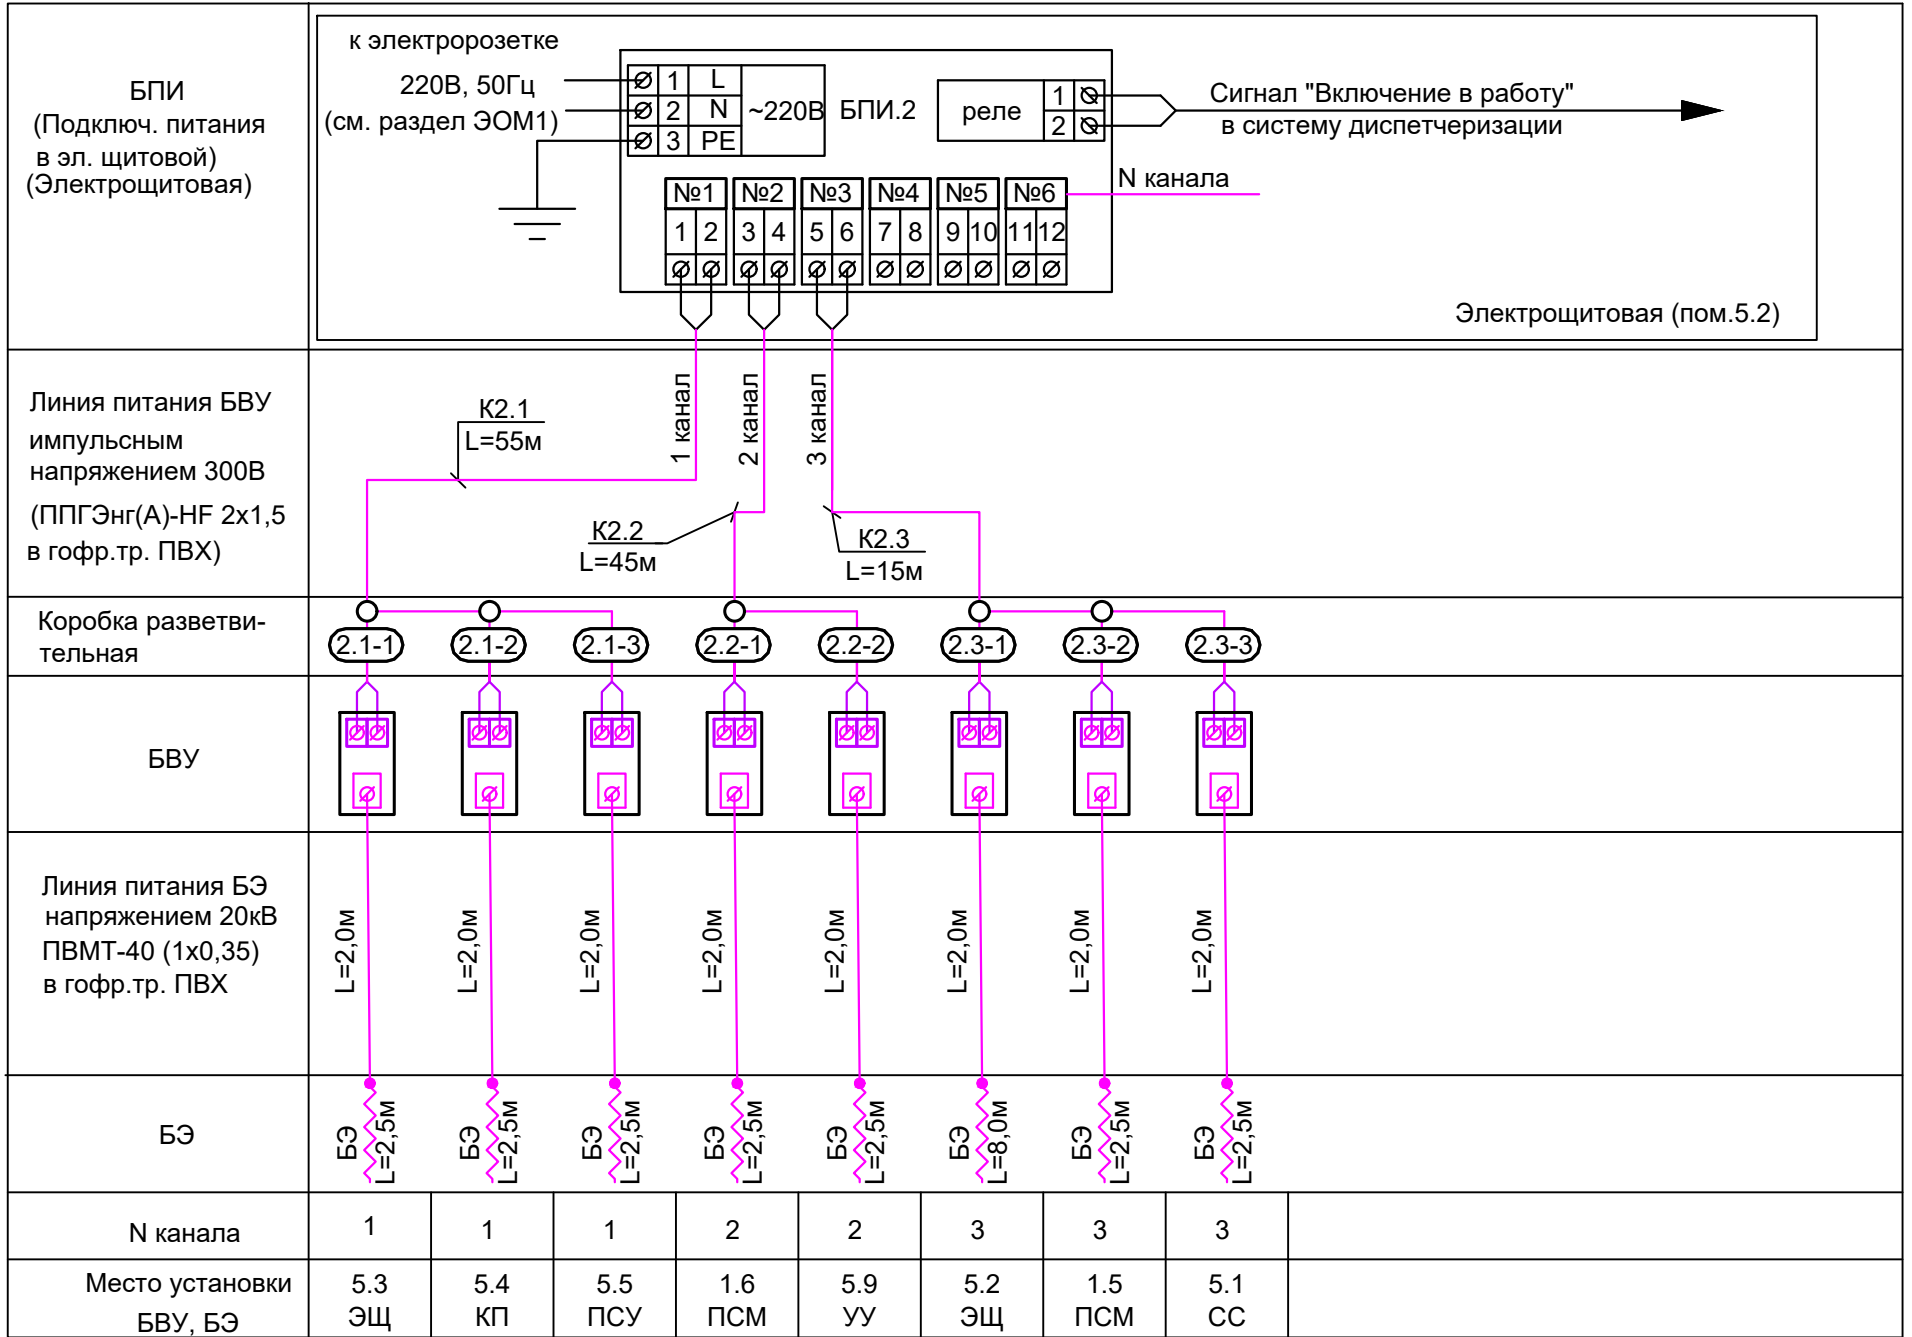 БПИ
(Подключ. питания
в эл. щитовой)
(Электрощитовая)
к электророзетке
220В, 50Гц
(см. раздел ЭОМ1)
1 L
2 N
3 PE
~220В
БПИ.2
реле
1
2
Сигнал "Включение в работу"
в систему диспетчеризации
№1 №2 №3 №4 №5 №6
N канала
1 2 3 4 5 6 7 8 9 10 11 12
Электрощитовая (пом.5.2)
Линия питания БВУ
импульсным
напряжением 300В
(ППГЭнг(А)-HF 2х1,5
в гофр.тр. ПВХ)
1 канал
2 канал
3 канал
К2.1
L=55м
К2.2
L=45м
К2.3
L=15м
Коробка разветви-
тельная
2.1-1 2.1-2 2.1-3 2.2-1 2.2-2 2.3-1 2.3-2 2.3-3
БВУ
Линия питания БЭ
напряжением 20кВ
ПВМТ-40 (1х0,35)
в гофр.тр. ПВХ
L=2,0м
L=2,0м
L=2,0м
L=2,0м
L=2,0м
L=2,0м
L=2,0м
L=2,0м
БЭ
БЭ
L=2,5м
БЭ
L=2,5м
БЭ
L=2,5м
БЭ
L=2,5м
БЭ
L=2,5м
БЭ
L=8,0м
БЭ
L=2,5м
БЭ
L=2,5м
N канала 1 1 1 2 2 3 3 3
Место установки
БВУ, БЭ
5.3 5.4 5.5 1.6 5.9 5.2 1.5 5.1
ЭЩ КП ПСУ ПСМ УУ ЭЩ ПСМ СС